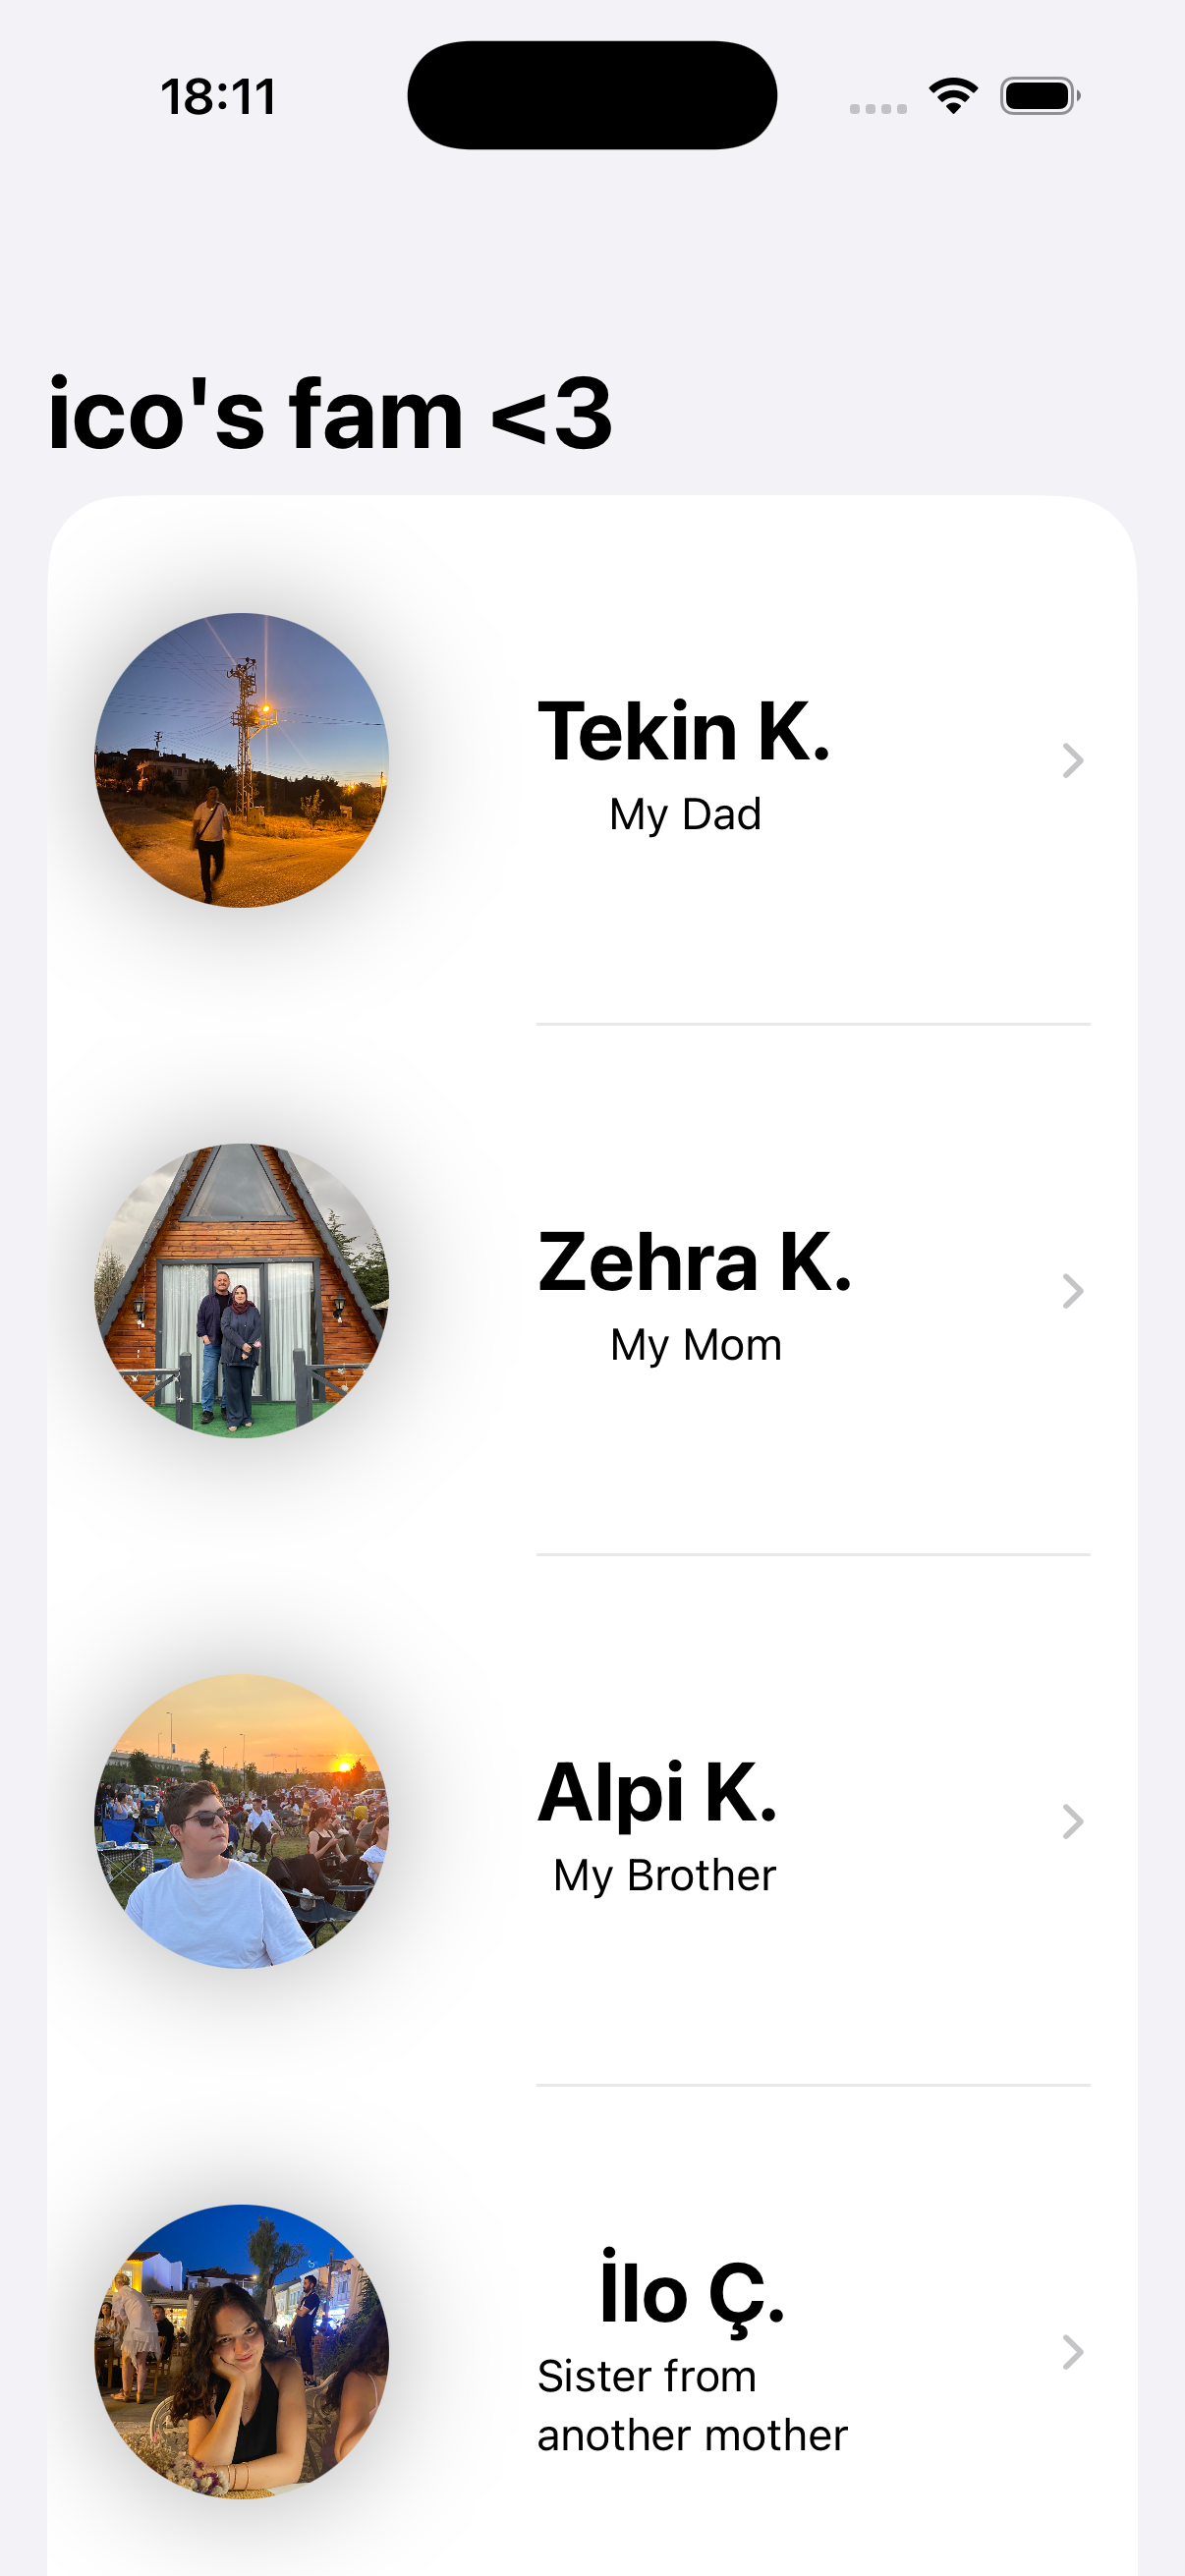 18:11
ico's fam <3
Tekin K.
My Dad
Zehra K.
My Mom
Alpi K.
My Brother
İlo Ç.
Sister from
another mother